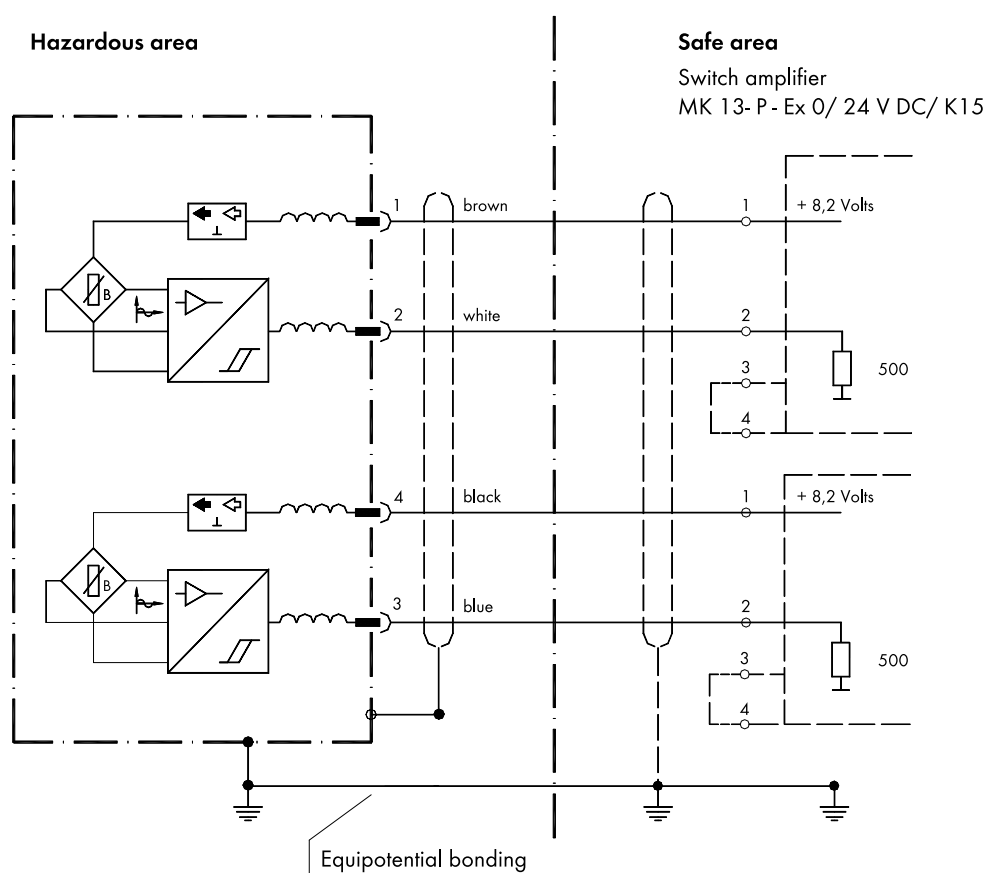 Hazardous area
Safe area
Switch amplifier
MK 13- P - Ex 0/ 24 V DC/ K15
1 brown 1 + 8,2 Volts
B
2 white 2
3 500
4
4 black 1 + 8,2 Volts
B
3 blue 2
3 500
4
Equipotential bonding